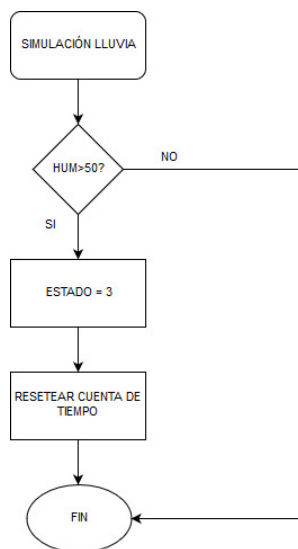 SIMULACIÓN LLUVIA
HUM>50?
NO
SI
ESTADO = 3
RESETEAR CUENTA DE
TIEMPO
FIN